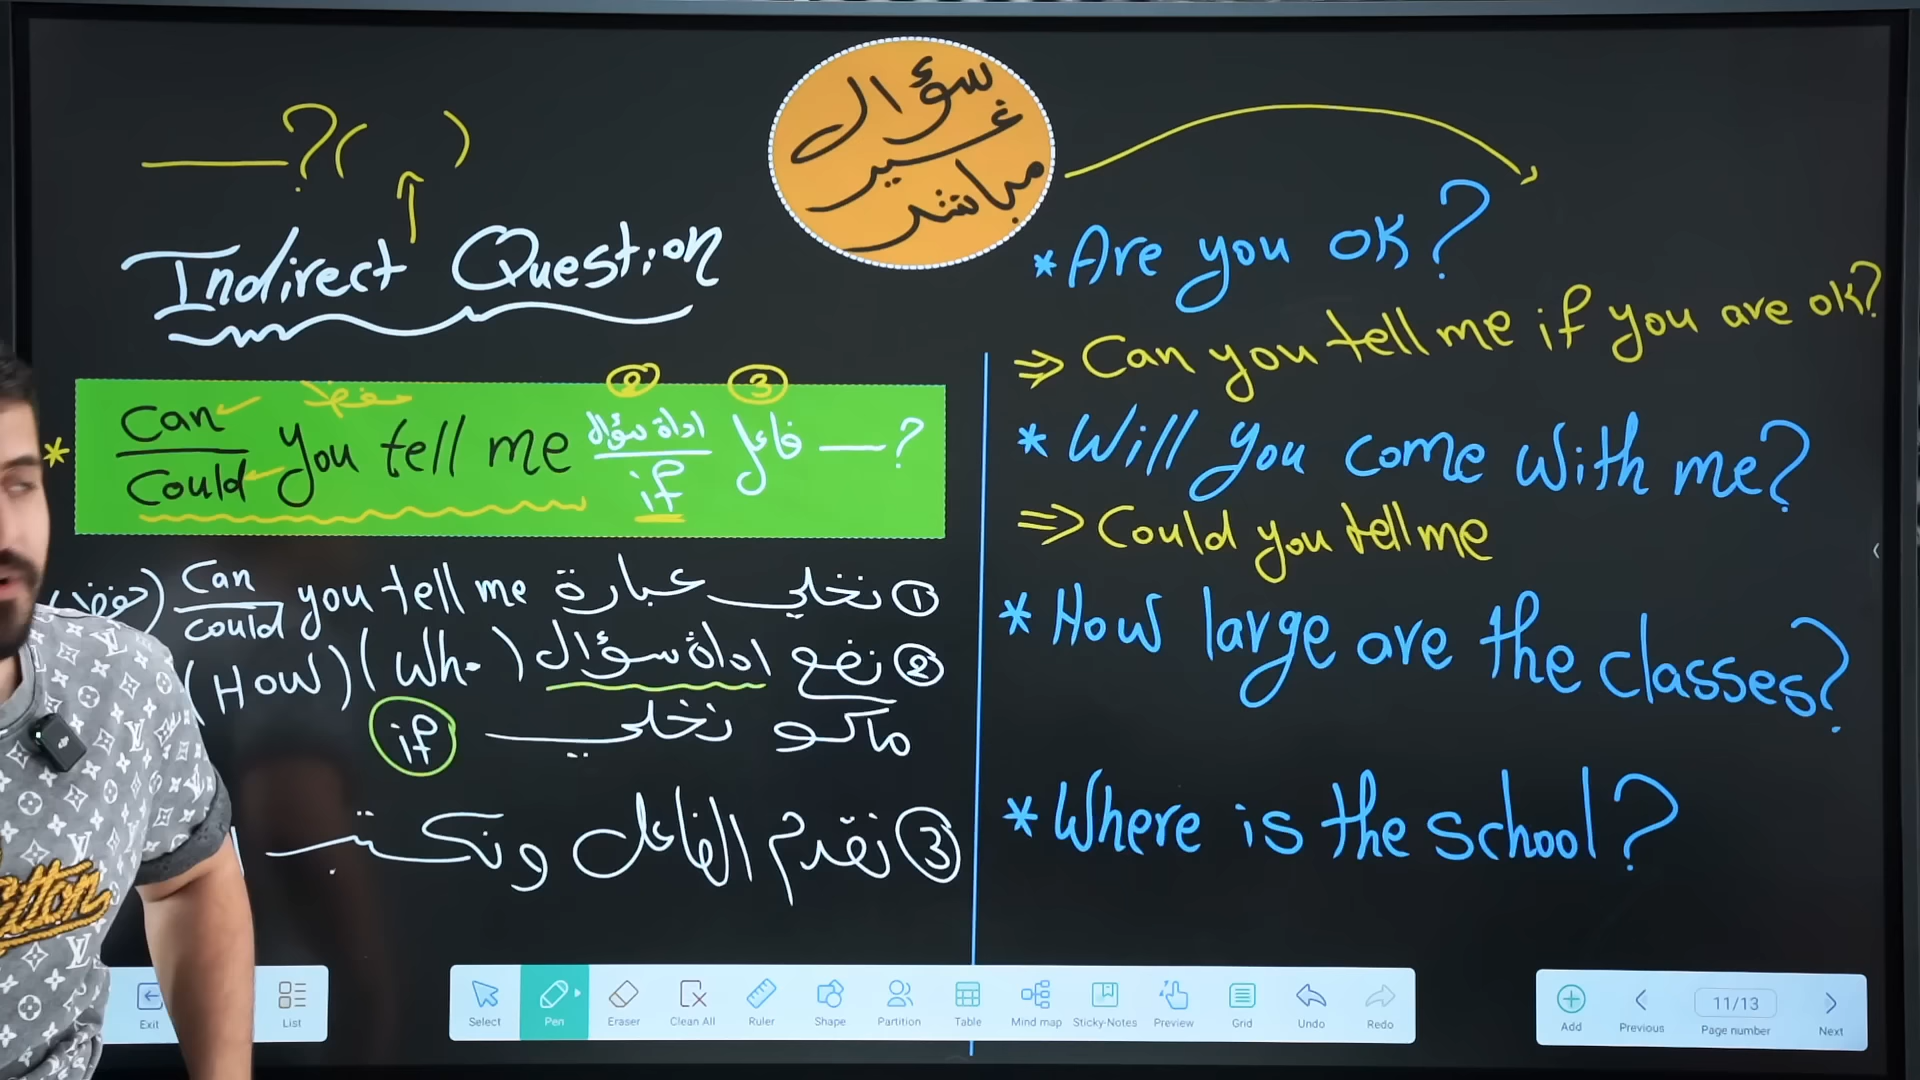 سؤال
غير
مباشر
___?( )
Indirect Question
② ③
Can
Could
حفظ
you tell me
اداة سؤال
if
فاعل — ?
① نخلي عبارة Can
could you tell me (حفظ)
② نضع اداة سؤال (Wh-) (How)
ماكو نخلي if
③ نقدم الفاعل ونكتب
* Are you ok?
⇒ Can you tell me if you are ok?
* Will you come with me?
⇒ Could you tell me
* How large are the classes?
* Where is the school?
Exit
List
Select
Pen
Eraser
Clean All
Ruler
Shape
Partition
Table
Mind map
Sticky-Notes
Preview
Grid
Undo
Redo
Add
Previous
11/13
Page number
Next